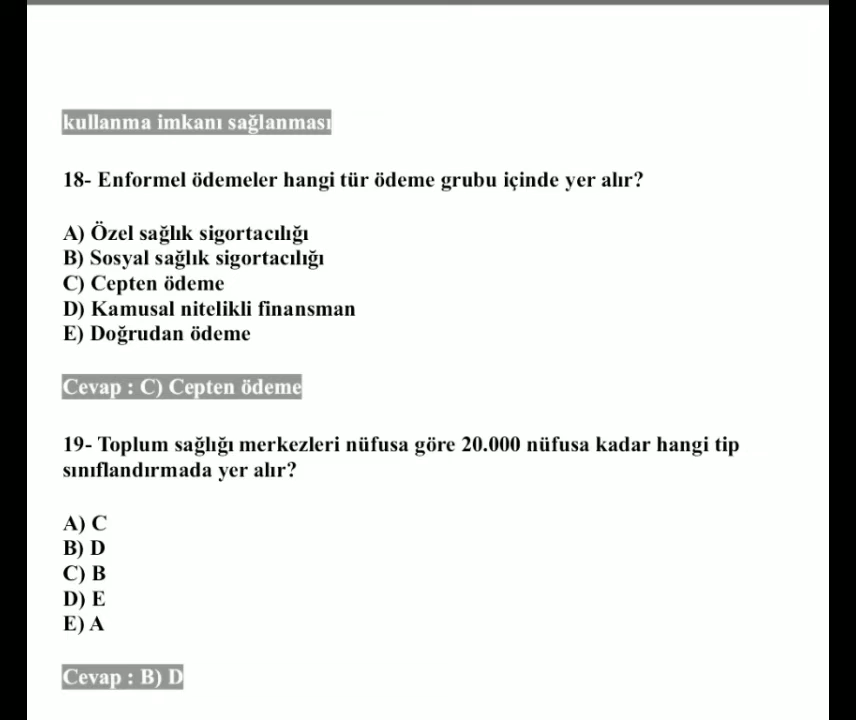 kullanma imkanı sağlanması
18- Enformel ödemeler hangi tür ödeme grubu içinde yer alır?
A) Özel sağlık sigortacılığı
B) Sosyal sağlık sigortacılığı
C) Cepten ödeme
D) Kamusal nitelikli finansman
E) Doğrudan ödeme
Cevap : C) Cepten ödeme
19- Toplum sağlığı merkezleri nüfusa göre 20.000 nüfusa kadar hangi tip
sınıflandırmada yer alır?
A) C
B) D
C) B
D) E
E) A
Cevap : B) D